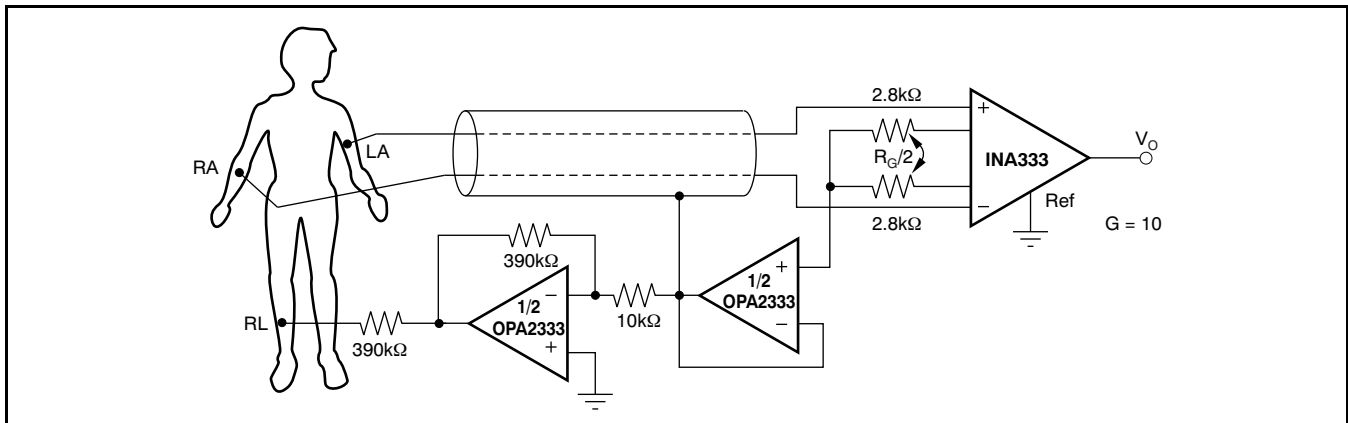 2.8kΩ
+
LA
RA
R_G/2
INA333
V_O
−
Ref
2.8kΩ
G = 10
390kΩ
+
1/2
OPA2333
−
−
1/2
OPA2333
+
10kΩ
RL
390kΩ